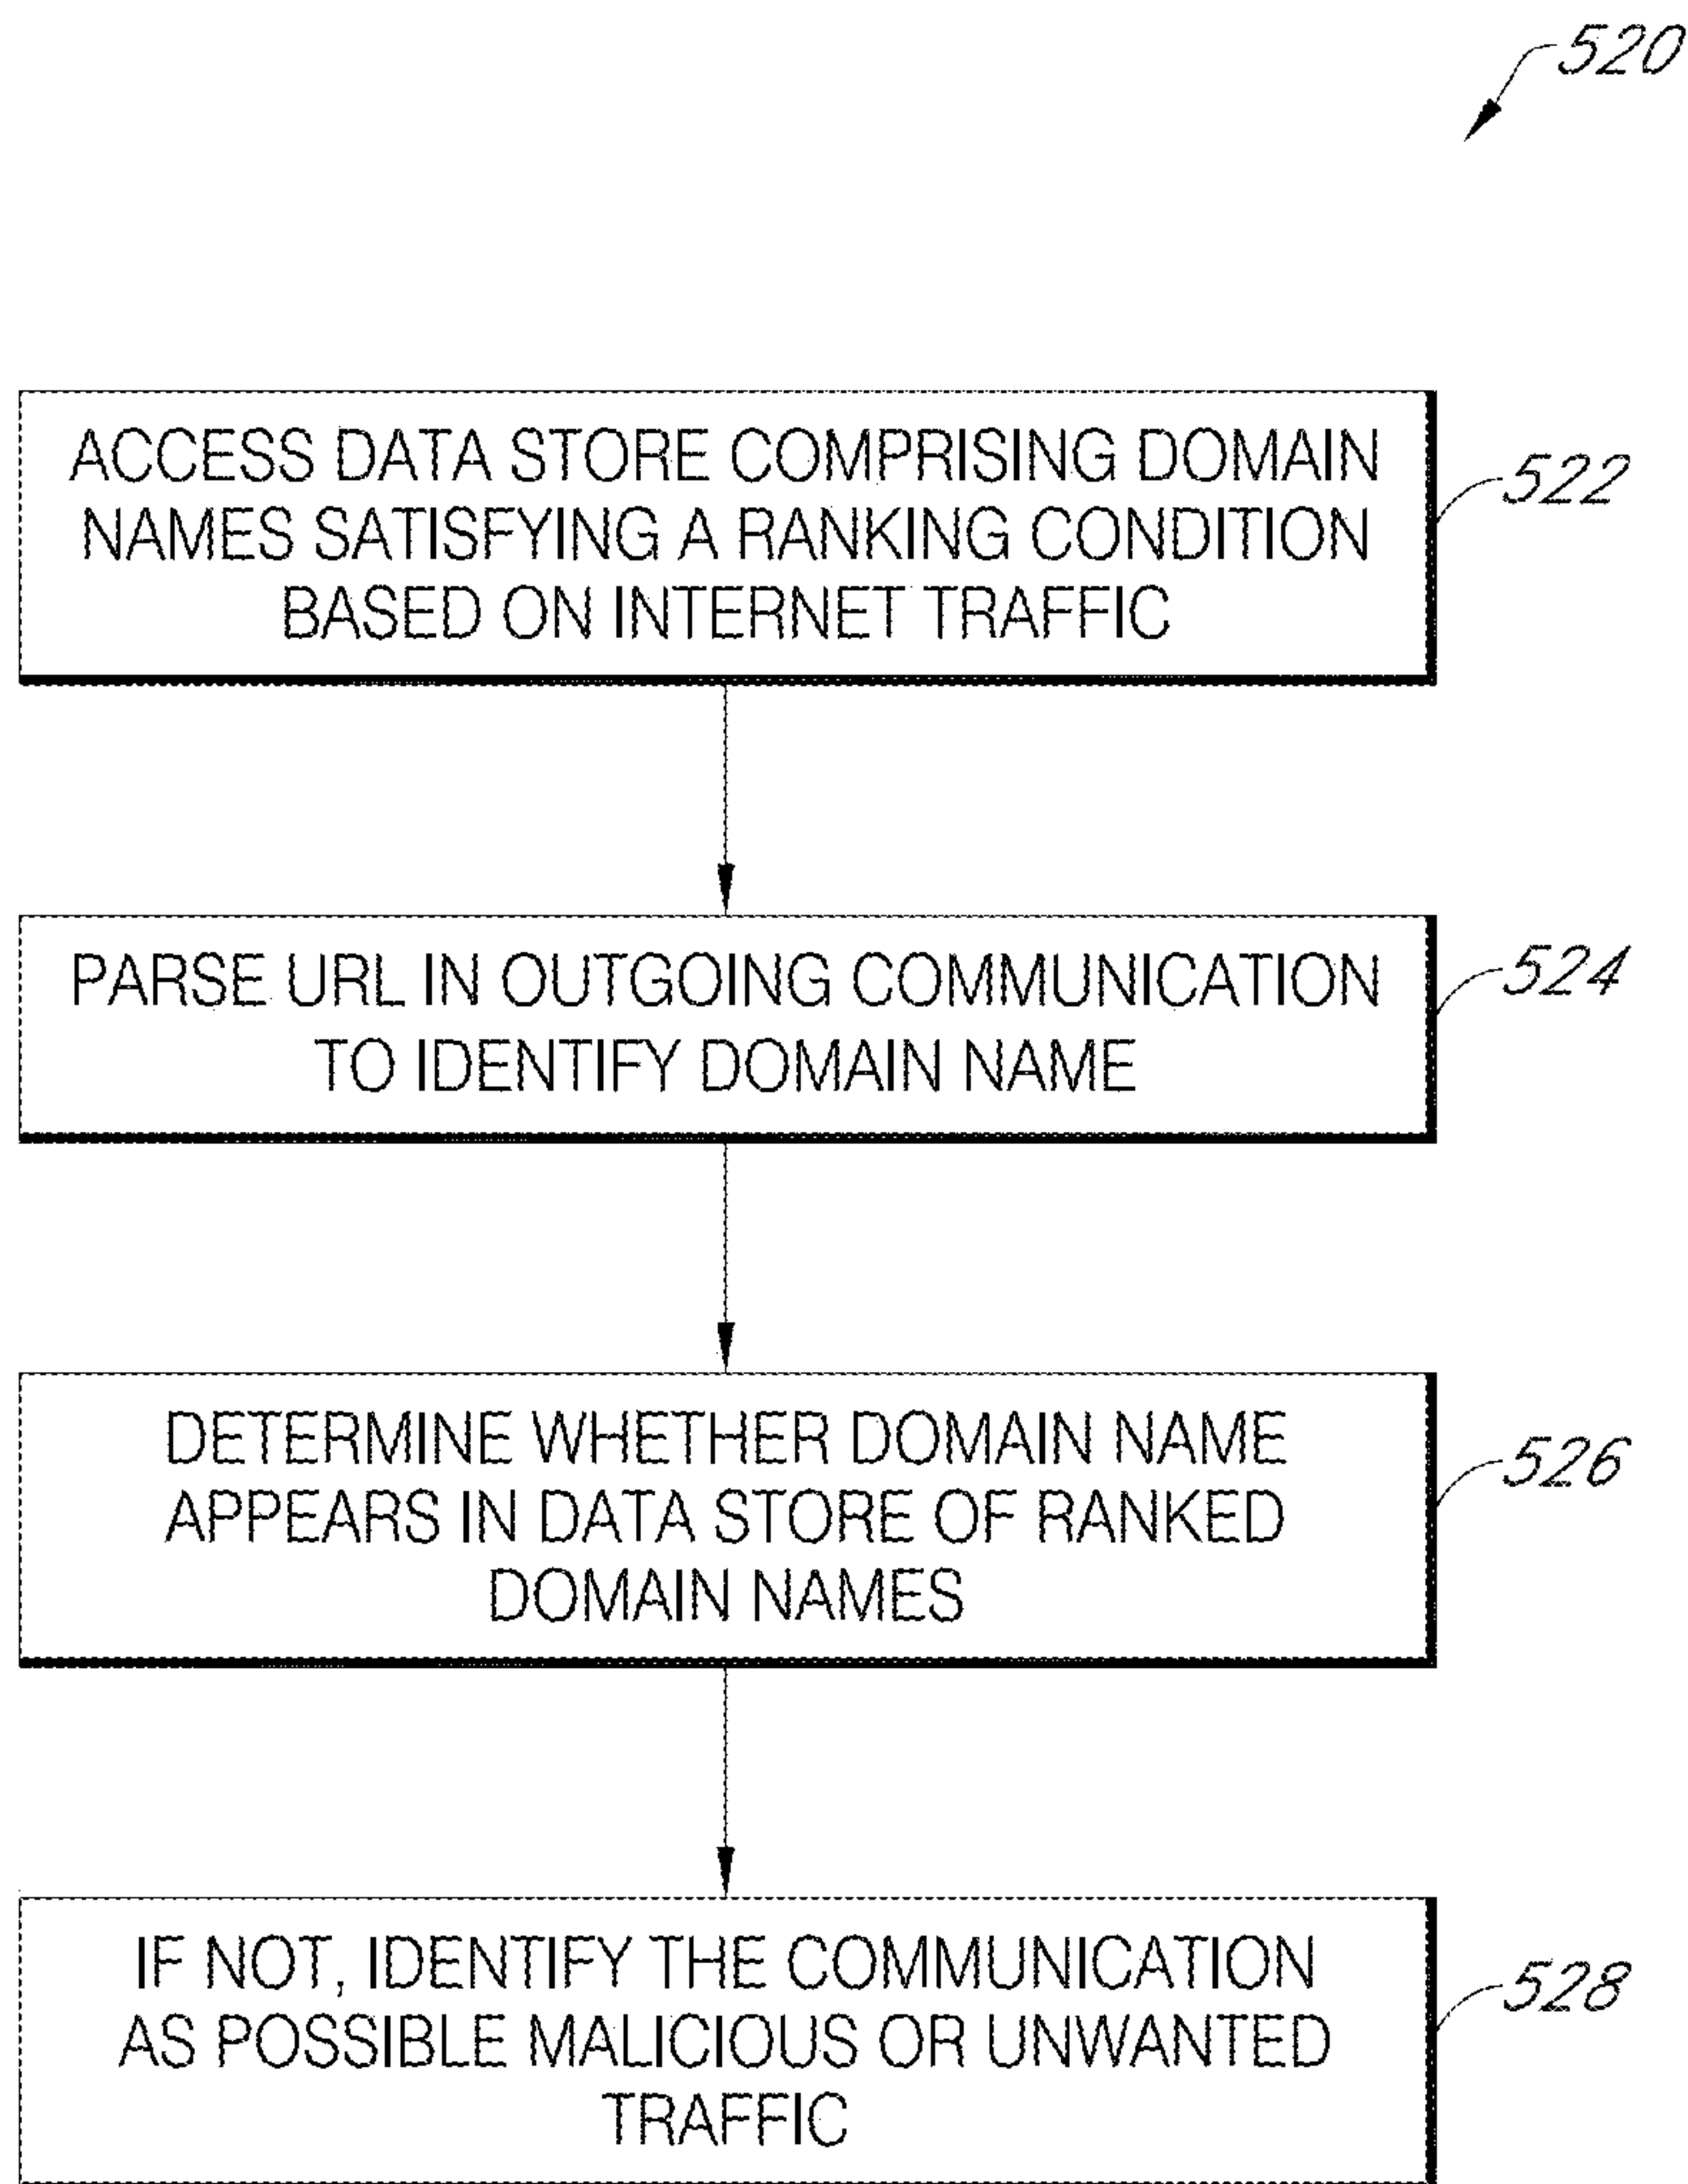 520
ACCESS DATA STORE COMPRISING DOMAIN
NAMES SATISFYING A RANKING CONDITION
BASED ON INTERNET TRAFFIC
522
PARSE URL IN OUTGOING COMMUNICATION
TO IDENTIFY DOMAIN NAME
524
DETERMINE WHETHER DOMAIN NAME
APPEARS IN DATA STORE OF RANKED
DOMAIN NAMES
526
IF NOT, IDENTIFY THE COMMUNICATION
AS POSSIBLE MALICIOUS OR UNWANTED
TRAFFIC
528